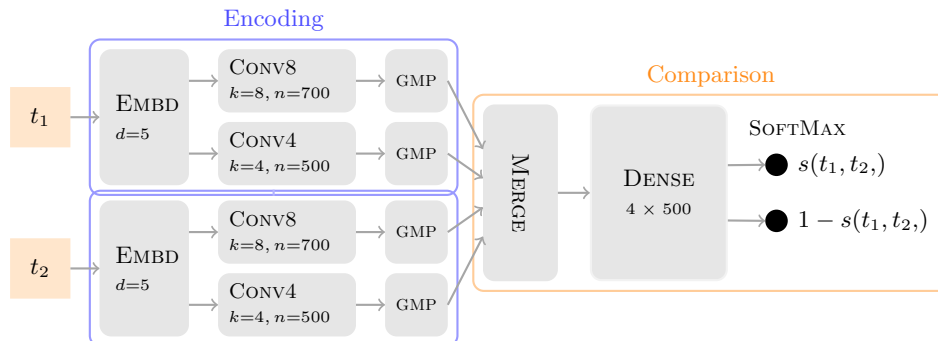 Encoding
t₁
EMBD
d=5
CONV8
k=8, n=700
GMP
CONV4
k=4, n=500
GMP
t₂
EMBD
d=5
CONV8
k=8, n=700
GMP
CONV4
k=4, n=500
GMP
Comparison
MERGE
DENSE
4 × 500
SOFTMAX
s(t₁, t₂,)
1 − s(t₁, t₂,)